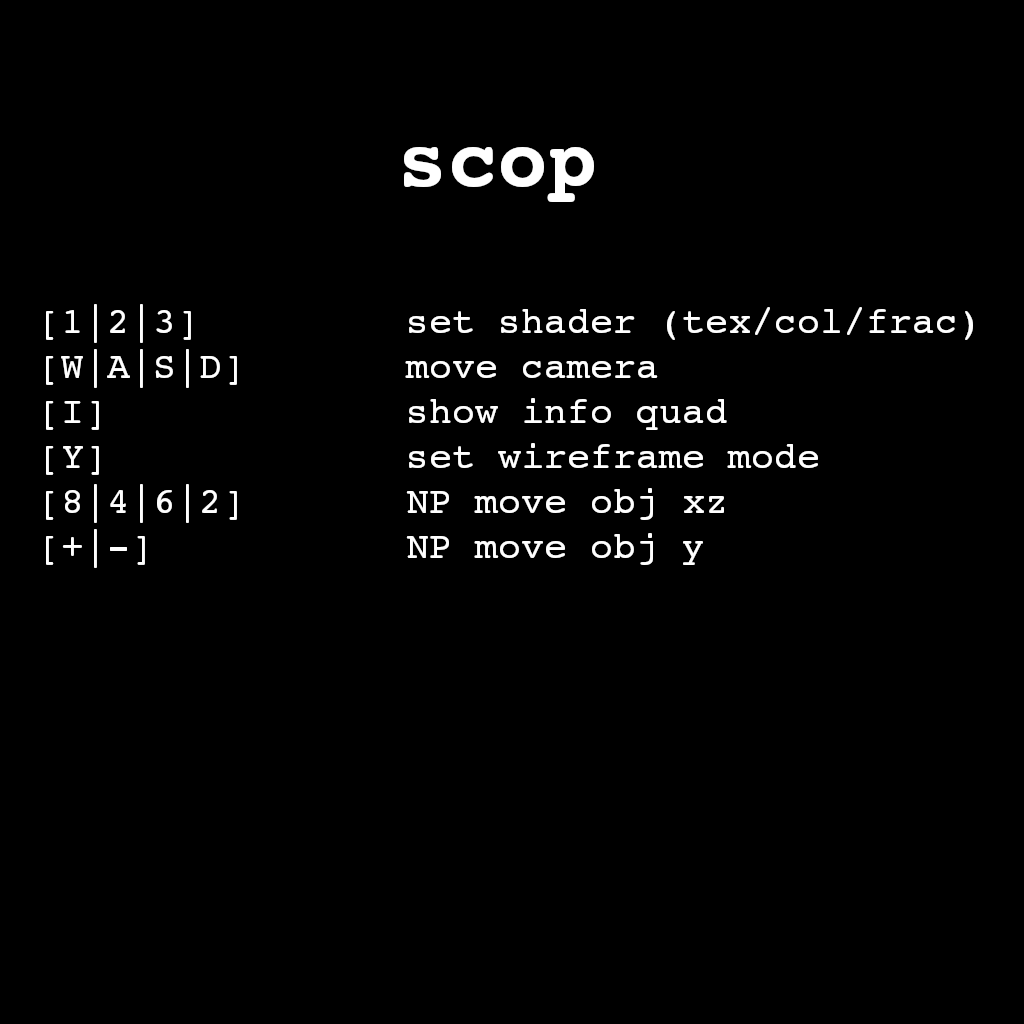 scop
[1|2|3] set shader (tex/col/frac)
[W|A|S|D] move camera
[I] show info quad
[Y] set wireframe mode
[8|4|6|2] NP move obj xz
[+|-] NP move obj y